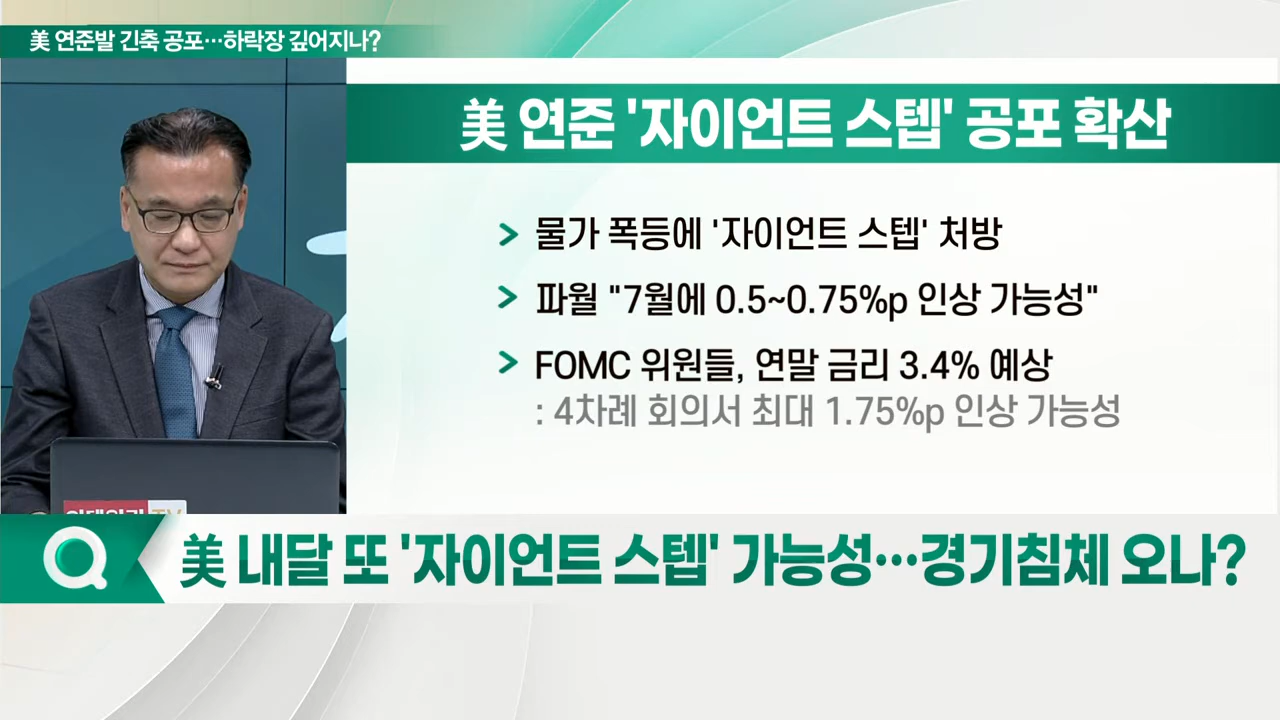 美 연준발 긴축 공포…하락장 깊어지나?
美 연준 '자이언트 스텝' 공포 확산
> 물가 폭등에 '자이언트 스텝' 처방
> 파월 "7월에 0.5~0.75%p 인상 가능성"
> FOMC 위원들, 연말 금리 3.4% 예상
: 4차례 회의서 최대 1.75%p 인상 가능성
美 내달 또 '자이언트 스텝' 가능성…경기침체 오나?